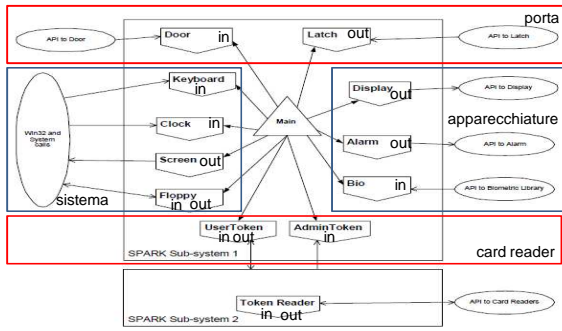 porta
API to Door
Door
in
Latch
out
API to Latch
Keyboard
in
Display
out
API to Display
Win32 and
System
calls
Clock
in
Main
apparecchiature
Screen
out
Alarm
out
API to Alarm
sistema
Floppy
in out
Bio
in
API to Biometric Library
UserToken
in out
AdminToken
in
SPARK Sub-system 1
card reader
Token Reader
in out
API to Card Readers
SPARK Sub-system 2